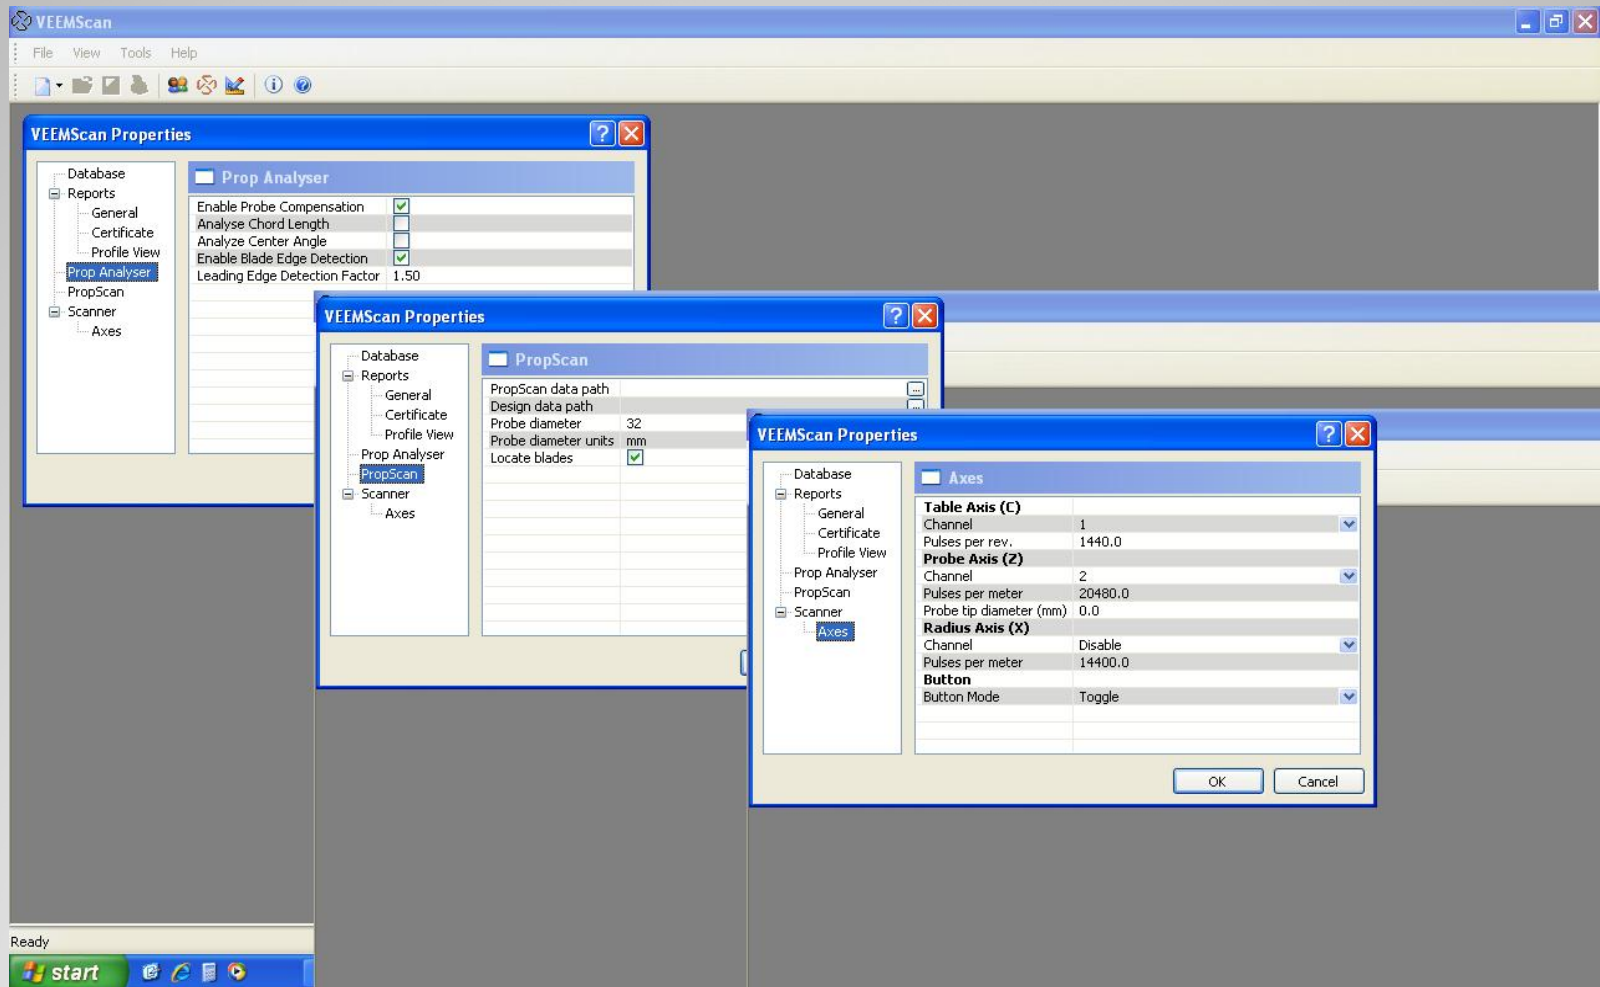 VEEMScan
File View Tools Help
VEEMScan Properties
Database
Reports
General
Certificate
Profile View
Prop Analyser
PropScan
Scanner
Axes
Prop Analyser
Enable Probe Compensation
Analyse Chord Length
Analyze Center Angle
Enable Blade Edge Detection
Leading Edge Detection Factor 1.50
VEEMScan Properties
Database
Reports
General
Certificate
Profile View
Prop Analyser
PropScan
Scanner
Axes
PropScan
PropScan data path ...
Design data path ...
Probe diameter 32
Probe diameter units mm
Locate blades
VEEMScan Properties
Database
Reports
General
Certificate
Profile View
Prop Analyser
PropScan
Scanner
Axes
Axes
Table Axis (C)
Channel 1
Pulses per rev. 1440.0
Probe Axis (Z)
Channel 2
Pulses per meter 20480.0
Probe tip diameter (mm) 0.0
Radius Axis (X)
Channel Disable
Pulses per meter 14400.0
Button
Button Mode Toggle
OK Cancel
Ready
start